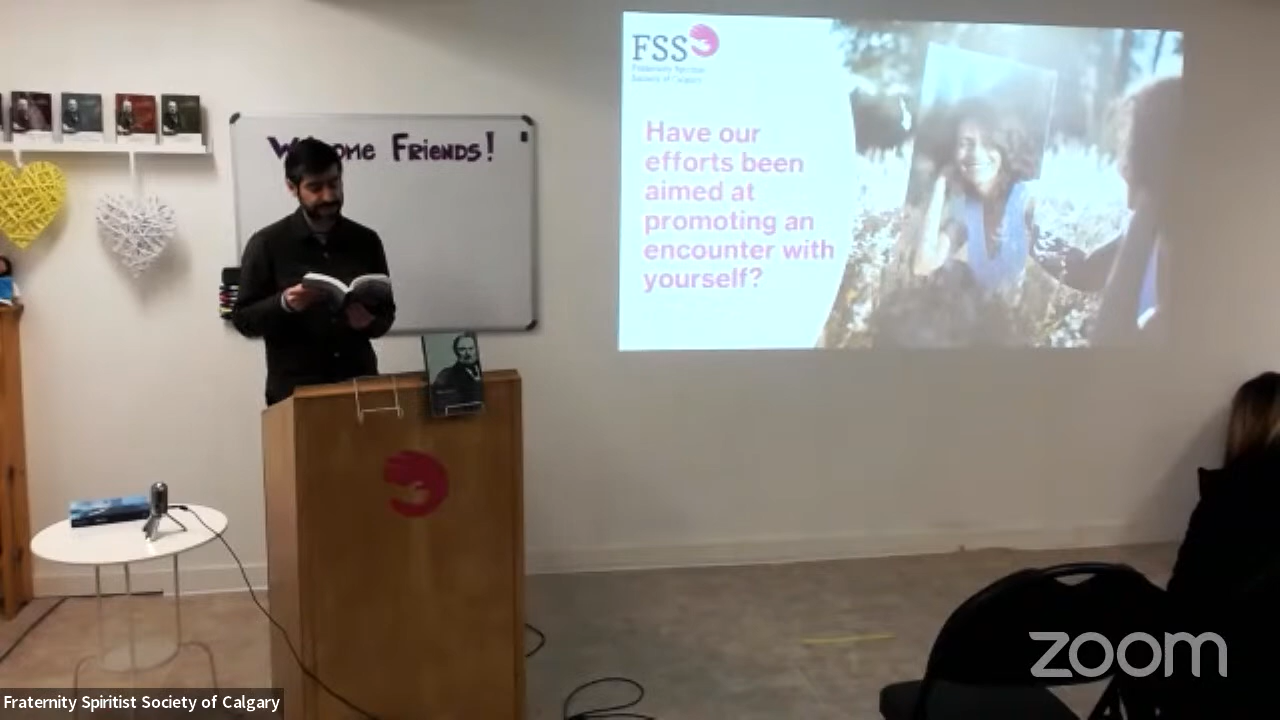 Welcome Friends!
FSS
Fraternity Spiritist
Society of Calgary
Have our
efforts been
aimed at
promoting an
encounter with
yourself?
zoom
Fraternity Spiritist Society of Calgary